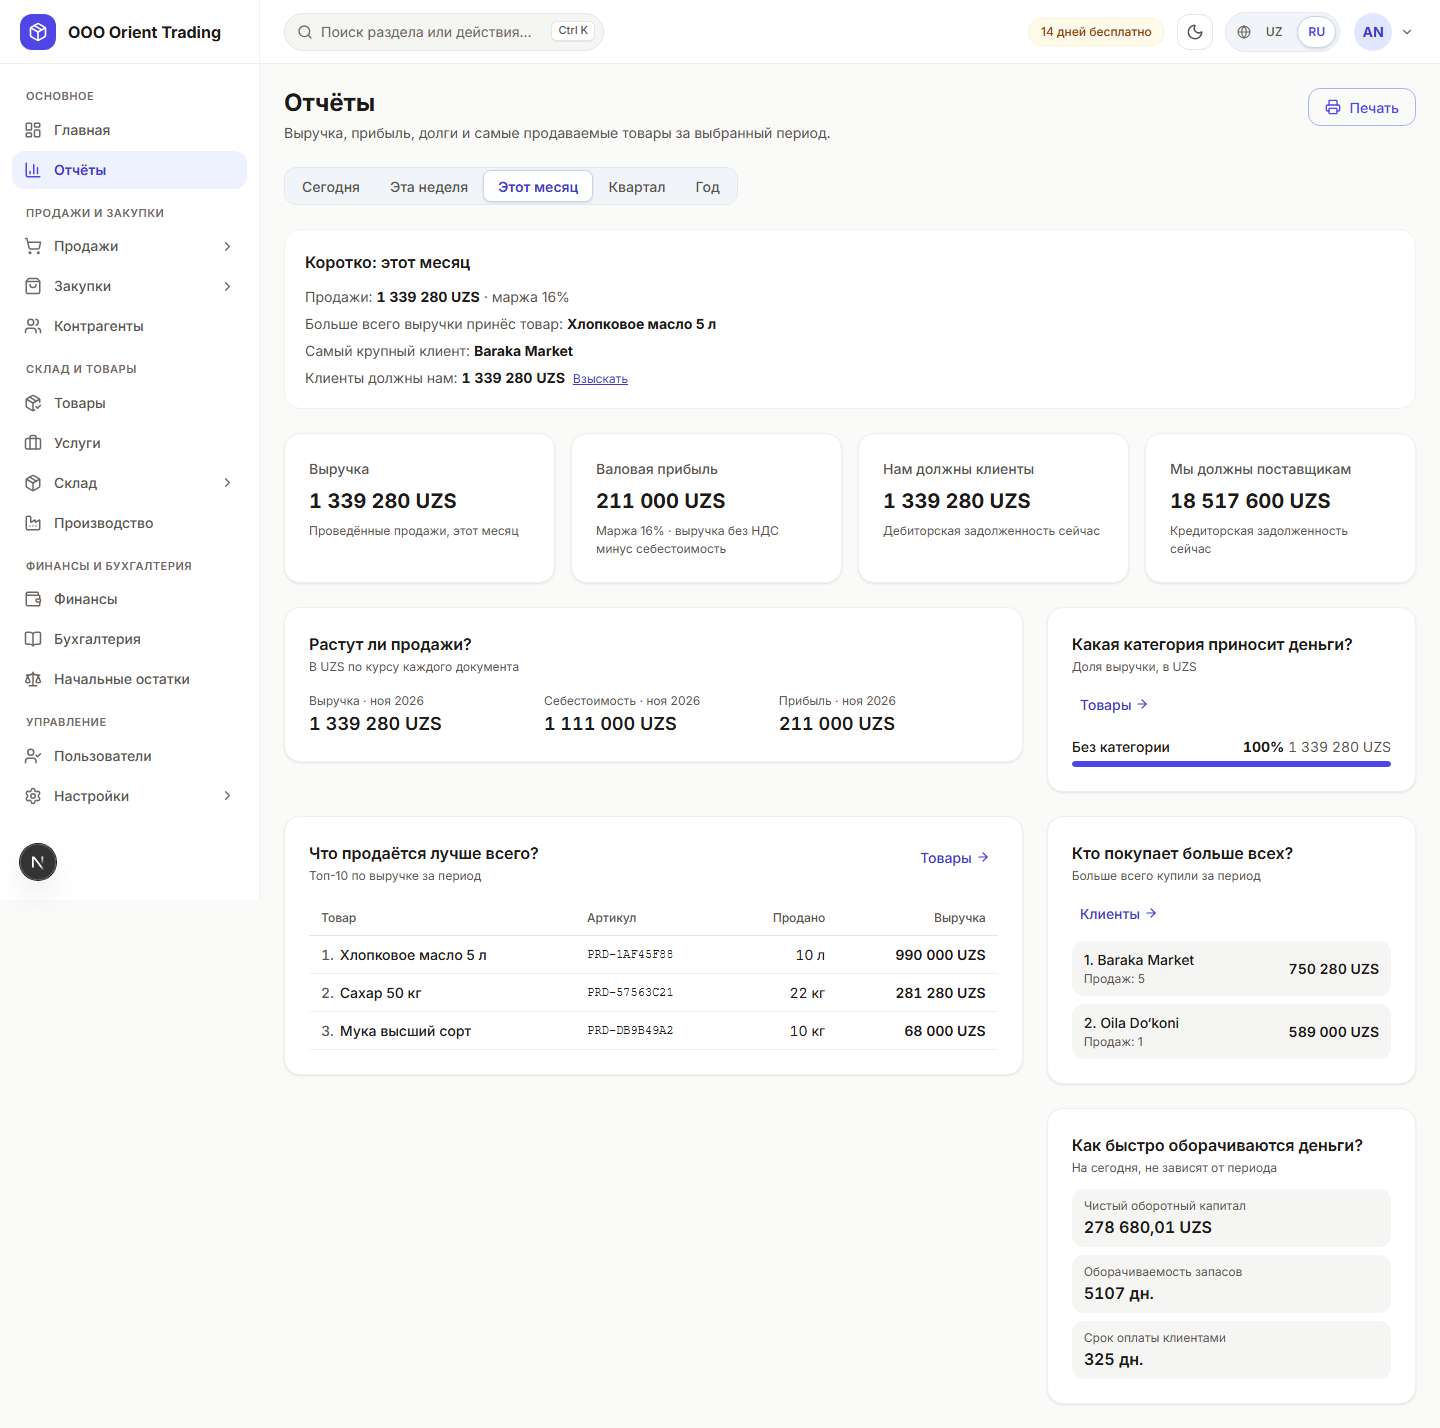 ООО Orient Trading
Поиск раздела или действия...
Ctrl K
14 дней бесплатно
UZ
RU
AN
ОСНОВНОЕ
Главная
Отчёты
ПРОДАЖИ И ЗАКУПКИ
Продажи
Закупки
Контрагенты
СКЛАД И ТОВАРЫ
Товары
Услуги
Склад
Производство
ФИНАНСЫ И БУХГАЛТЕРИЯ
Финансы
Бухгалтерия
Начальные остатки
УПРАВЛЕНИЕ
Пользователи
Настройки
N
Отчёты
Выручка, прибыль, долги и самые продаваемые товары за выбранный период.
Печать
Сегодня Эта неделя Этот месяц Квартал Год
Коротко: этот месяц
Продажи: 1 339 280 UZS · маржа 16%
Больше всего выручки принёс товар: Хлопковое масло 5 л
Самый крупный клиент: Baraka Market
Клиенты должны нам: 1 339 280 UZS Взыскать
Выручка
1 339 280 UZS
Проведённые продажи, этот месяц
Валовая прибыль
211 000 UZS
Маржа 16% · выручка без НДС
минус себестоимость
Нам должны клиенты
1 339 280 UZS
Дебиторская задолженность сейчас
Мы должны поставщикам
18 517 600 UZS
Кредиторская задолженность
сейчас
Растут ли продажи?
В UZS по курсу каждого документа
Выручка · ноя 2026
1 339 280 UZS
Себестоимость · ноя 2026
1 111 000 UZS
Прибыль · ноя 2026
211 000 UZS
Какая категория приносит деньги?
Доля выручки, в UZS
Товары →
Без категории 100% 1 339 280 UZS
Что продаётся лучше всего?
Топ-10 по выручке за период
Товары →
Товар Артикул Продано Выручка
1. Хлопковое масло 5 л PRD-1AF45F88 10 л 990 000 UZS
2. Сахар 50 кг PRD-57563C21 22 кг 281 280 UZS
3. Мука высший сорт PRD-DB9B49A2 10 кг 68 000 UZS
Кто покупает больше всех?
Больше всего купили за период
Клиенты →
1. Baraka Market
Продаж: 5
750 280 UZS
2. Oila Do‘koni
Продаж: 1
589 000 UZS
Как быстро оборачиваются деньги?
На сегодня, не зависят от периода
Чистый оборотный капитал
278 680,01 UZS
Оборачиваемость запасов
5107 дн.
Срок оплаты клиентами
325 дн.